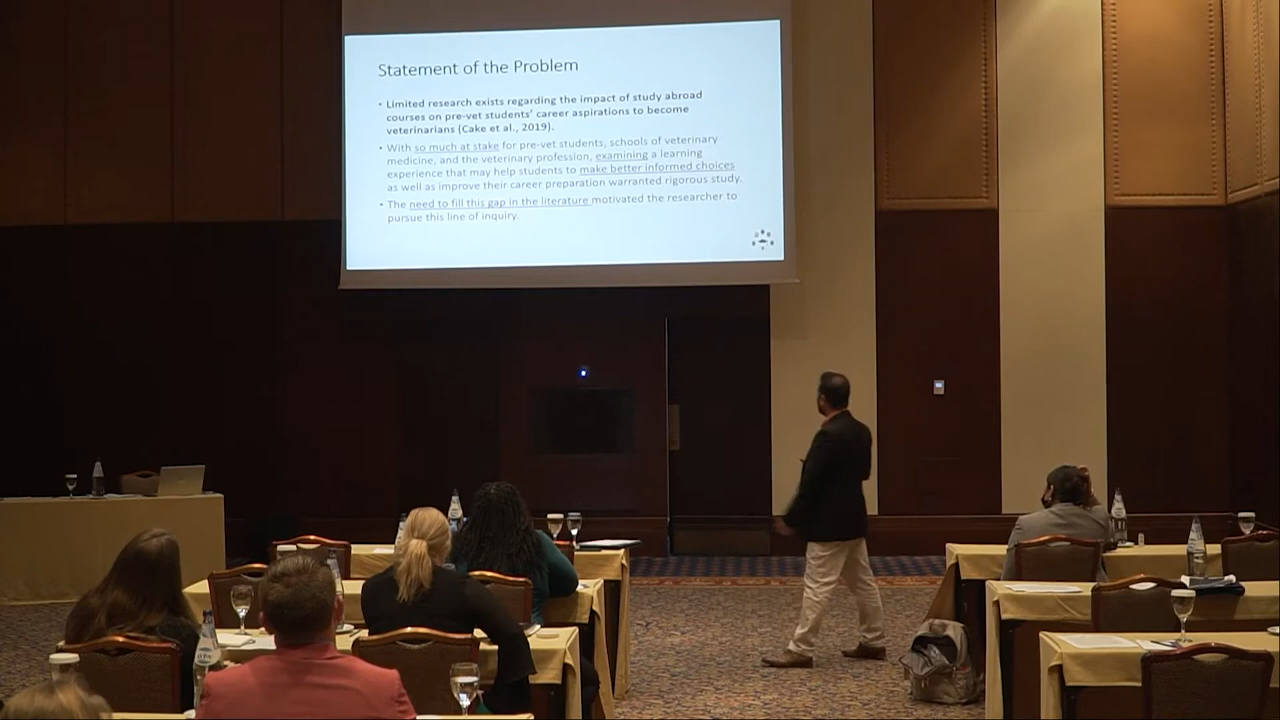 Statement of the Problem
• Limited research exists regarding the impact of study abroad
courses on pre-vet students' career aspirations to become
veterinarians (Cake et al., 2019).
• With so much at stake for pre-vet students, schools of veterinary
medicine, and the veterinary profession, examining a learning
experience that may help students to make better informed choices
as well as improve their career preparation warranted rigorous study.
• The need to fill this gap in the literature motivated the researcher to
pursue this line of inquiry.